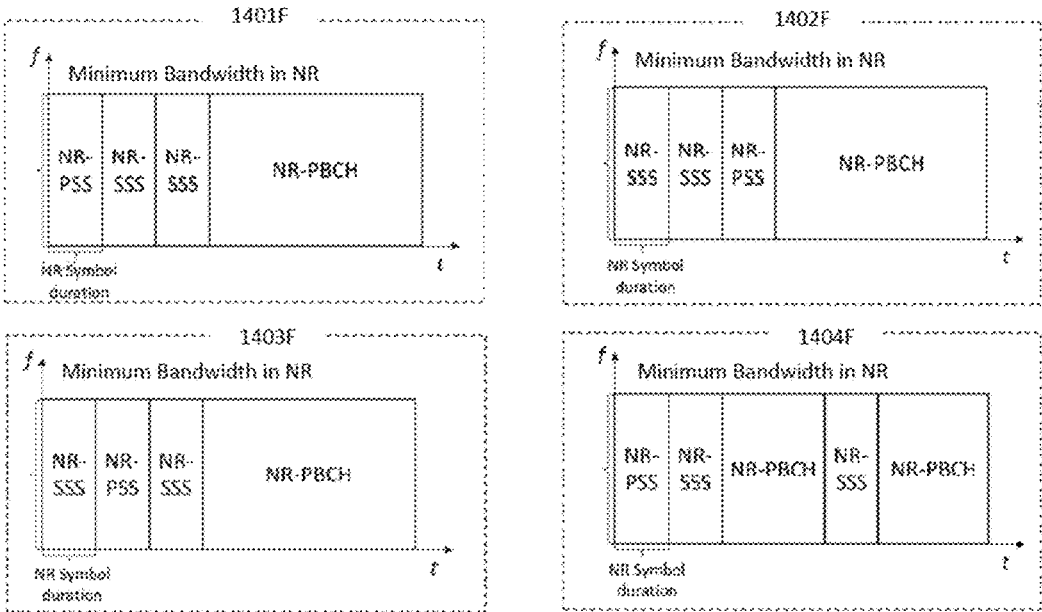 1401F
f
Minimum Bandwidth in NR
NR-
PSS
NR-
SSS
NR-
SSS
NR-PBCH
t
NR Symbol
duration
1402F
f
Minimum Bandwidth in NR
NR-
SSS
NR-
SSS
NR-
PSS
NR-PBCH
t
NR Symbol
duration
1403F
f
Minimum Bandwidth in NR
NR-
SSS
NR-
PSS
NR-
SSS
NR-PBCH
t
NR Symbol
duration
1404F
f
Minimum Bandwidth in NR
NR-
PSS
NR-
SSS
NR-PBCH
NR-
SSS
NR-PBCH
t
NR Symbol
duration